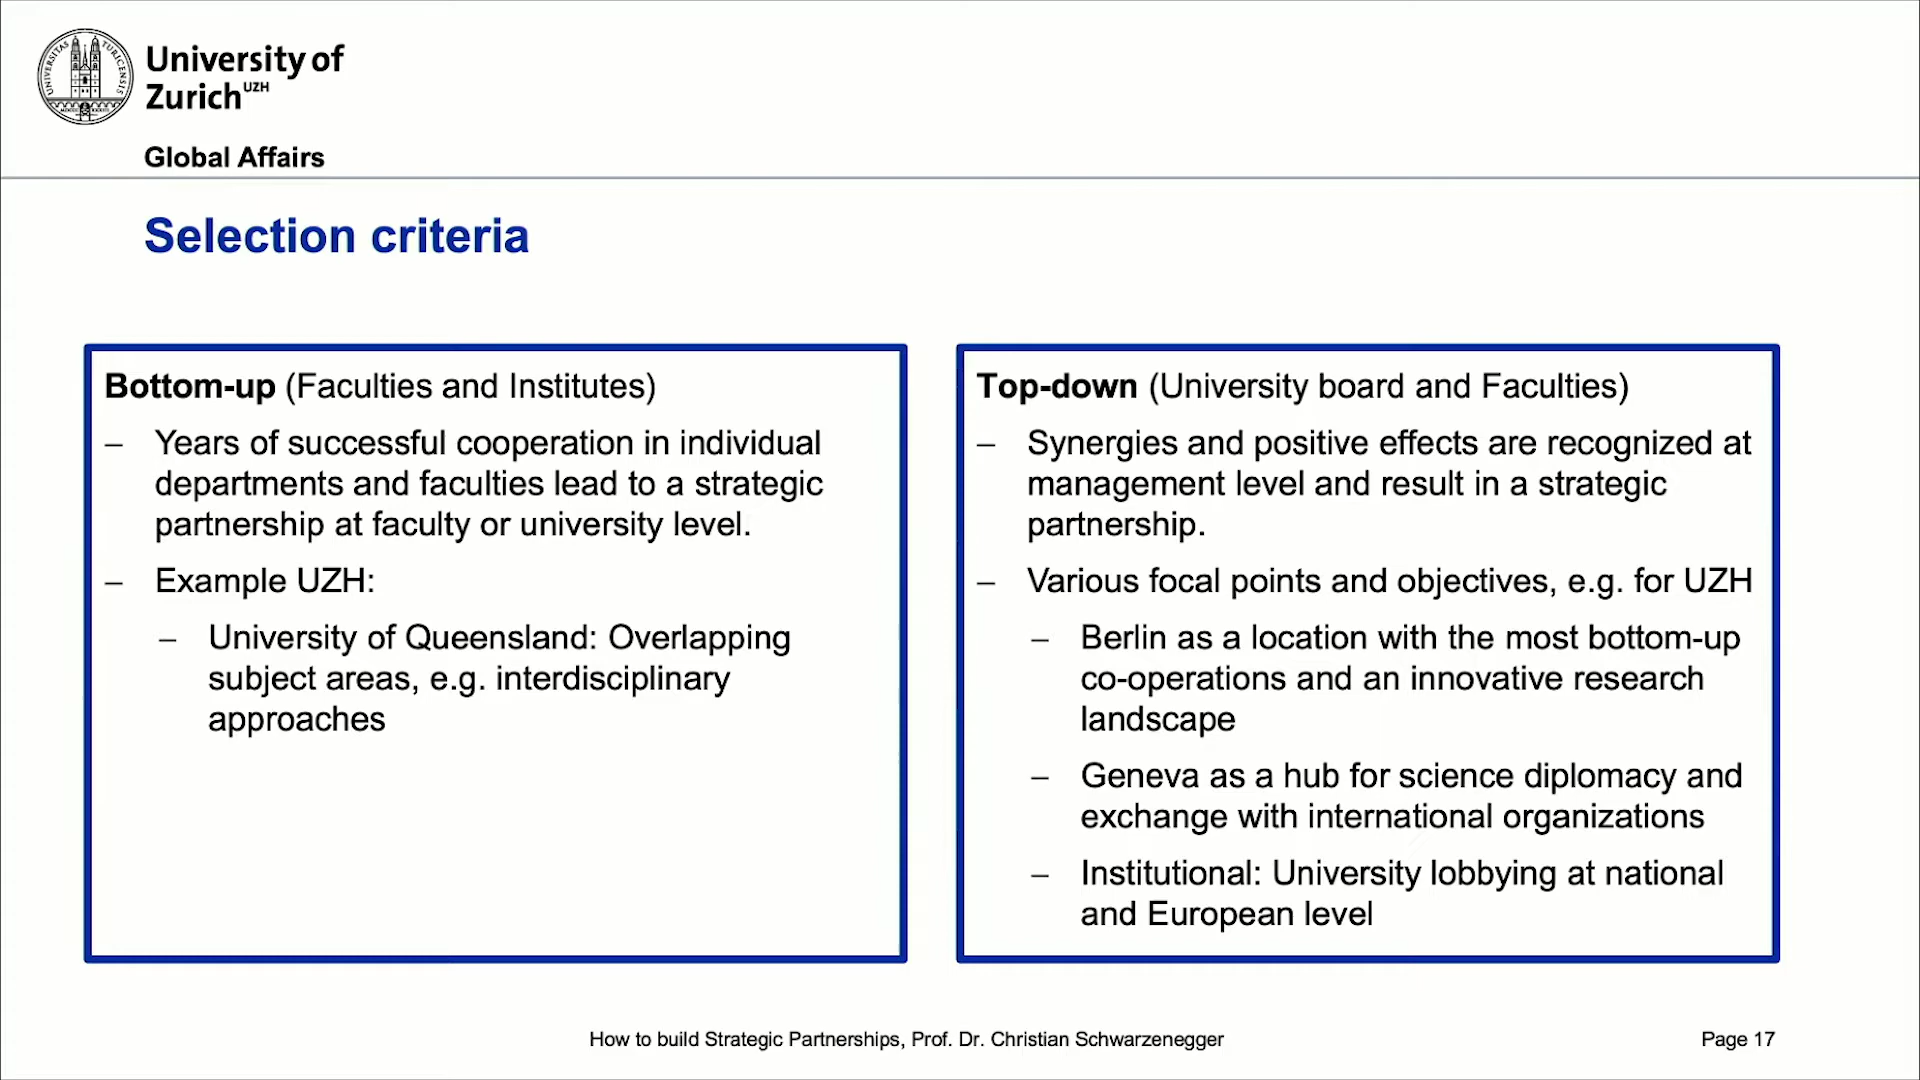 University of
Zurich UZH
Global Affairs
Selection criteria
Bottom-up (Faculties and Institutes)
– Years of successful cooperation in individual
departments and faculties lead to a strategic
partnership at faculty or university level.
– Example UZH:
– University of Queensland: Overlapping
subject areas, e.g. interdisciplinary
approaches
Top-down (University board and Faculties)
– Synergies and positive effects are recognized at
management level and result in a strategic
partnership.
– Various focal points and objectives, e.g. for UZH
– Berlin as a location with the most bottom-up
co-operations and an innovative research
landscape
– Geneva as a hub for science diplomacy and
exchange with international organizations
– Institutional: University lobbying at national
and European level
How to build Strategic Partnerships, Prof. Dr. Christian Schwarzenegger
Page 17